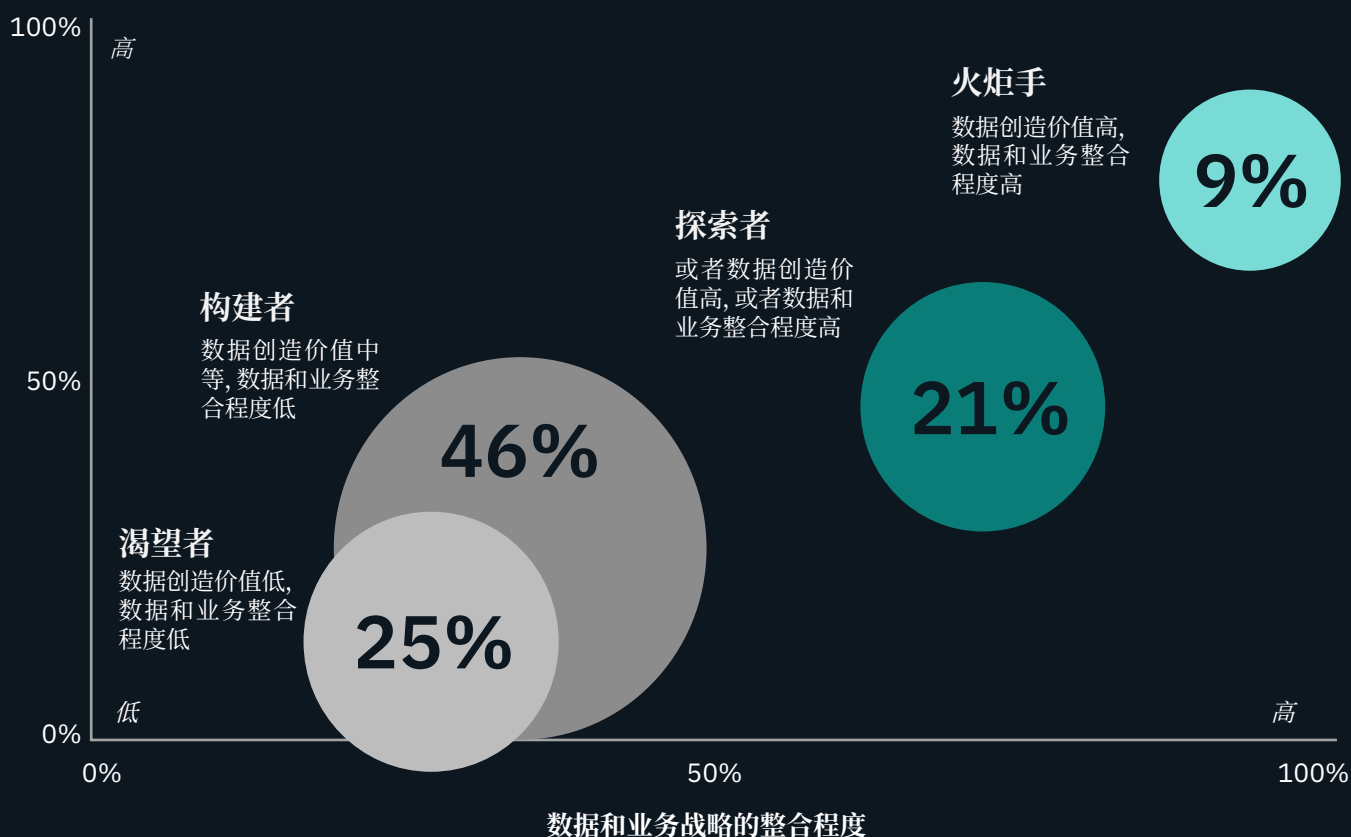 100%
高
火炬手
数据创造价值高,
数据和业务整合
程度高
9%
探索者
或者数据创造价
值高, 或者数据和
业务整合程度高
21%
构建者
数据创造价值中
等, 数据和业务整
合程度低
50%
46%
渴望者
数据创造价值低,
数据和业务整合
程度低
25%
低
高
0%
0%
50%
100%
数据和业务战略的整合程度